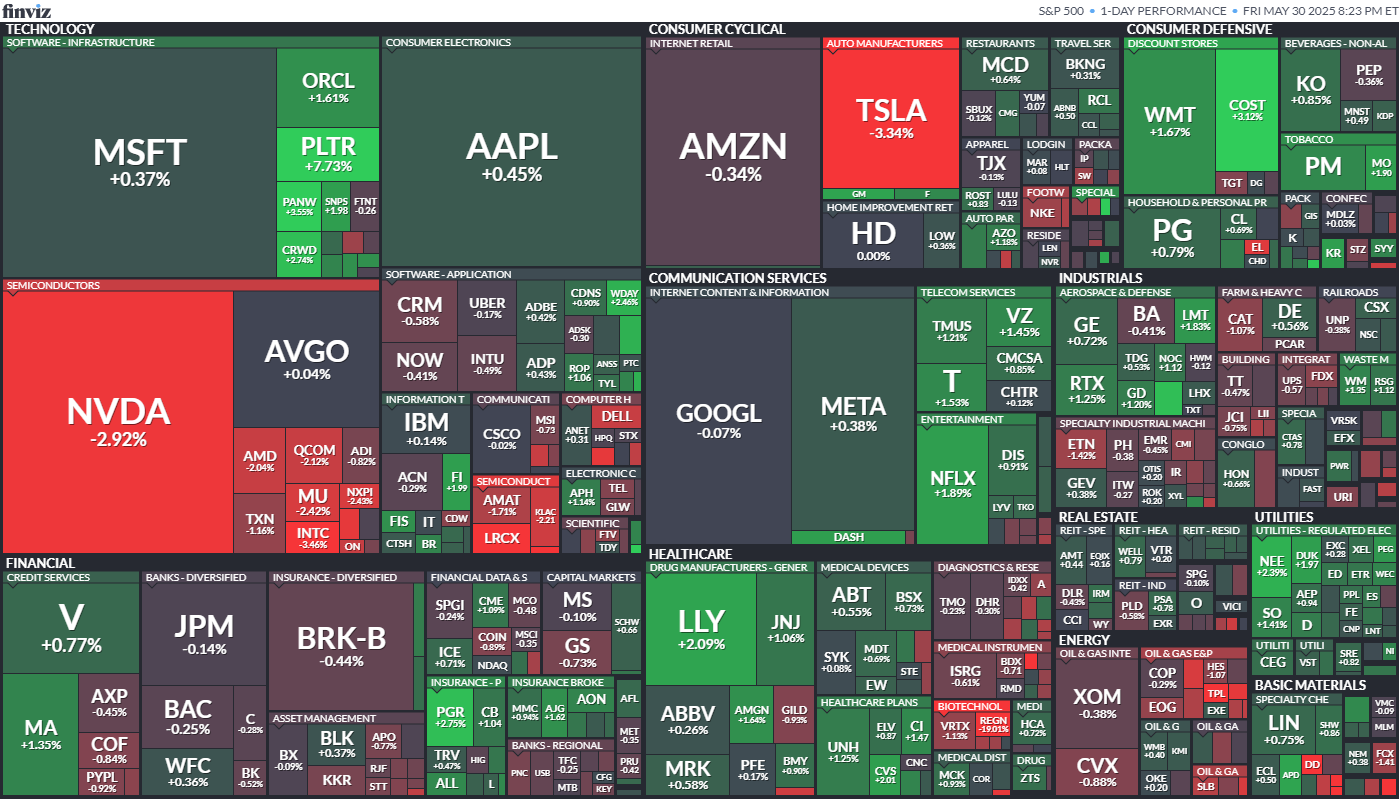 finviz
S&P 500 • 1-DAY PERFORMANCE • FRI MAY 30 2025 8:23 PM ET
TECHNOLOGY
SOFTWARE - INFRASTRUCTURE
MSFT
+0.37%
ORCL
+1.61%
PLTR
+7.73%
PANW
+3.55%
SNPS
+1.98
FTNT
-0.26
CRWD
+2.74%
CONSUMER ELECTRONICS
AAPL
+0.45%
SEMICONDUCTORS
NVDA
-2.92%
AVGO
+0.04%
AMD
-2.04%
QCOM
-2.12%
ADI
-0.82%
TXN
-1.16%
MU
-2.42%
NXPI
-2.43%
INTC
-3.46%
ON
SOFTWARE - APPLICATION
CRM
-0.58%
UBER
-0.17%
ADBE
+0.42%
CDNS
+0.90%
WDAY
+2.46%
NOW
-0.41%
INTU
-0.49%
ADP
+0.43%
ADSK
-0.30
ROP
+1.06
ANSS
PTC
TYL
INFORMATION T
IBM
+0.14%
ACN
-0.29%
FI
+1.99
FIS
IT
CDW
CTSH
BR
COMMUNICATI
CSCO
-0.02%
MSI
-0.73
SEMICONDUCT
AMAT
-1.71%
KLAC
-2.21
LRCX
COMPUTER H
ANET
+0.31
DELL
HPQ
STX
ELECTRONIC C
APH
+1.14%
TEL
GLW
SCIENTIFIC
FTV
TDY
CONSUMER CYCLICAL
INTERNET RETAIL
AMZN
-0.34%
AUTO MANUFACTURERS
TSLA
-3.34%
GM
F
HOME IMPROVEMENT RET
HD
0.00%
LOW
+0.36%
RESTAURANTS
MCD
+0.64%
SBUX
-0.12%
CMG
YUM
-0.07
TRAVEL SER
BKNG
+0.31%
ABNB
+0.50
RCL
CCL
APPAREL
TJX
-0.13%
ROST
+0.83
LULU
-0.13
LODGIN
MAR
+0.08
HLT
PACKA
IP
SW
FOOTW
NKE
SPECIAL
AUTO PAR
AZO
+1.18%
RESIDE
LEN
NVR
CONSUMER DEFENSIVE
DISCOUNT STORES
WMT
+1.67%
COST
+3.12%
TGT
DG
BEVERAGES - NON-AL
KO
+0.85%
PEP
-0.36%
MNST
+0.49
KDP
TOBACCO
PM
MO
+1.90
HOUSEHOLD & PERSONAL PR
PG
+0.79%
CL
+0.69%
EL
CHD
PACK
GIS
K
CONFEC
MDLZ
+0.03%
KR
STZ
SYY
COMMUNICATION SERVICES
INTERNET CONTENT & INFORMATION
GOOGL
-0.07%
META
+0.38%
DASH
TELECOM SERVICES
TMUS
+1.21%
VZ
+1.45%
T
+1.53%
CMCSA
+0.85%
CHTR
+0.12%
ENTERTAINMENT
NFLX
+1.89%
DIS
+0.91%
LYV
TKO
INDUSTRIALS
AEROSPACE & DEFENSE
GE
+0.72%
BA
-0.41%
LMT
+1.83%
RTX
+1.25%
TDG
+0.53%
NOC
+1.12
HWM
-0.12
GD
+1.20%
LHX
TXT
FARM & HEAVY C
CAT
-1.07%
DE
+0.56%
PCAR
RAILROADS
UNP
-0.38%
CSX
NSC
BUILDING
TT
-0.47%
JCI
-0.75%
LII
INTEGRAT
UPS
-0.57
FDX
WASTE M
WM
+1.35
RSG
+1.12
SPECIALTY INDUSTRIAL MACHI
ETN
-1.42%
PH
-0.38
EMR
-0.45%
CMI
GEV
+0.38%
ITW
-0.27
OTIS
+0.20
IR
ROK
+0.20
XYL
CONGLO
HON
+0.66%
SPECIA
CTAS
+0.78
INDUST
FAST
VRSK
EFX
PWR
URI
REAL ESTATE
REIT - SPE
AMT
+0.44
EQIX
+0.16
DLR
-0.43%
IRM
CCI
WY
REIT - HEA
WELL
+0.79
VTR
+0.20
REIT - IND
PLD
-0.58%
PSA
+0.78
EXR
REIT - RESID
SPG
-0.10%
O
VICI
UTILITIES
UTILITIES - REGULATED ELEC
NEE
+2.39%
DUK
+1.97
EXC
+0.28
XEL
PEG
ED
ETR
WEC
SO
+1.41%
AEP
+0.94
D
PPL
ES
FE
CNP
LNT
UTILITI
CEG
UTILI
VST
SRE
+0.82
NI
FINANCIAL
CREDIT SERVICES
V
+0.77%
MA
+1.35%
AXP
-0.45%
COF
-0.84%
PYPL
-0.92%
BANKS - DIVERSIFIED
JPM
-0.14%
BAC
-0.25%
C
-0.28%
WFC
+0.36%
BK
-0.52%
INSURANCE - DIVERSIFIED
BRK-B
-0.44%
ASSET MANAGEMENT
BX
-0.09%
BLK
+0.37%
APO
-0.77%
KKR
RJF
STT
FINANCIAL DATA & S
SPGI
-0.24%
CME
+1.09%
MCO
-0.48
ICE
+0.71%
COIN
-0.89%
MSCI
-0.35
NDAQ
CAPITAL MARKETS
MS
-0.10%
SCHW
+0.66
GS
-0.73%
INSURANCE - P
PGR
+2.75%
CB
+1.04
TRV
+0.47%
HIG
ALL
L
INSURANCE BROKE
MMC
+0.94%
AJG
+1.62
AON
BANKS - REGIONAL
PNC
USB
TFC
-0.25
MTB
CFG
KEY
AFL
MET
-0.35
PRU
-0.42
HEALTHCARE
DRUG MANUFACTURERS - GENER
LLY
+2.09%
JNJ
+1.06%
ABBV
+0.26%
AMGN
+1.64%
GILD
-0.93%
MRK
+0.58%
PFE
+0.17%
BMY
+0.90%
MEDICAL DEVICES
ABT
+0.55%
BSX
+0.73%
SYK
+0.08%
MDT
+0.69%
STE
EW
HEALTHCARE PLANS
UNH
+1.25%
ELV
+0.87
CI
+1.47
CVS
+2.01
CNC
DIAGNOSTICS & RESE
TMO
-0.23%
DHR
-0.30%
IDXX
-0.42
A
MEDICAL INSTRUMEN
ISRG
-0.61%
BDX
-0.71
RMD
BIOTECHNOL
VRTX
-1.13%
REGN
-19.01%
MEDI
HCA
+0.72%
MEDICAL DIST
MCK
+0.93%
COR
DRUG
ZTS
ENERGY
OIL & GAS INTE
XOM
-0.38%
CVX
-0.88%
OIL & GAS E&P
COP
-0.29%
HES
-1.07
TPL
EOG
EXE
OIL & G
WMB
+0.40
KMI
OKE
+0.20
OIL & GA
OIL & GA
SLB
BASIC MATERIALS
SPECIALTY CHE
LIN
+0.75%
SHW
+0.86
ECL
+0.50
APD
DD
VMC
-0.09
MLM
NEM
+0.38
FCX
-1.41